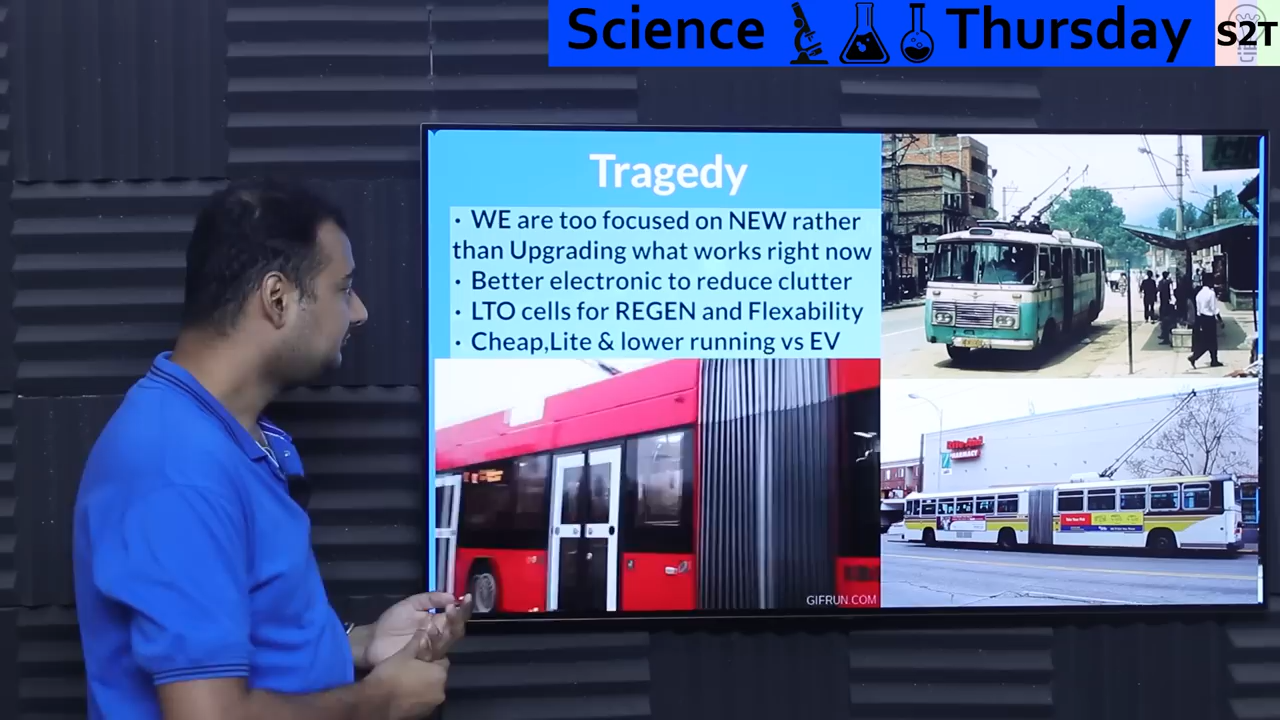 Science Thursday
S2T
Tragedy
· WE are too focused on NEW rather
than Upgrading what works right now
· Better electronic to reduce clutter
· LTO cells for REGEN and Flexability
· Cheap,Lite & lower running vs EV
PHARMACY
GIFRUN.COM